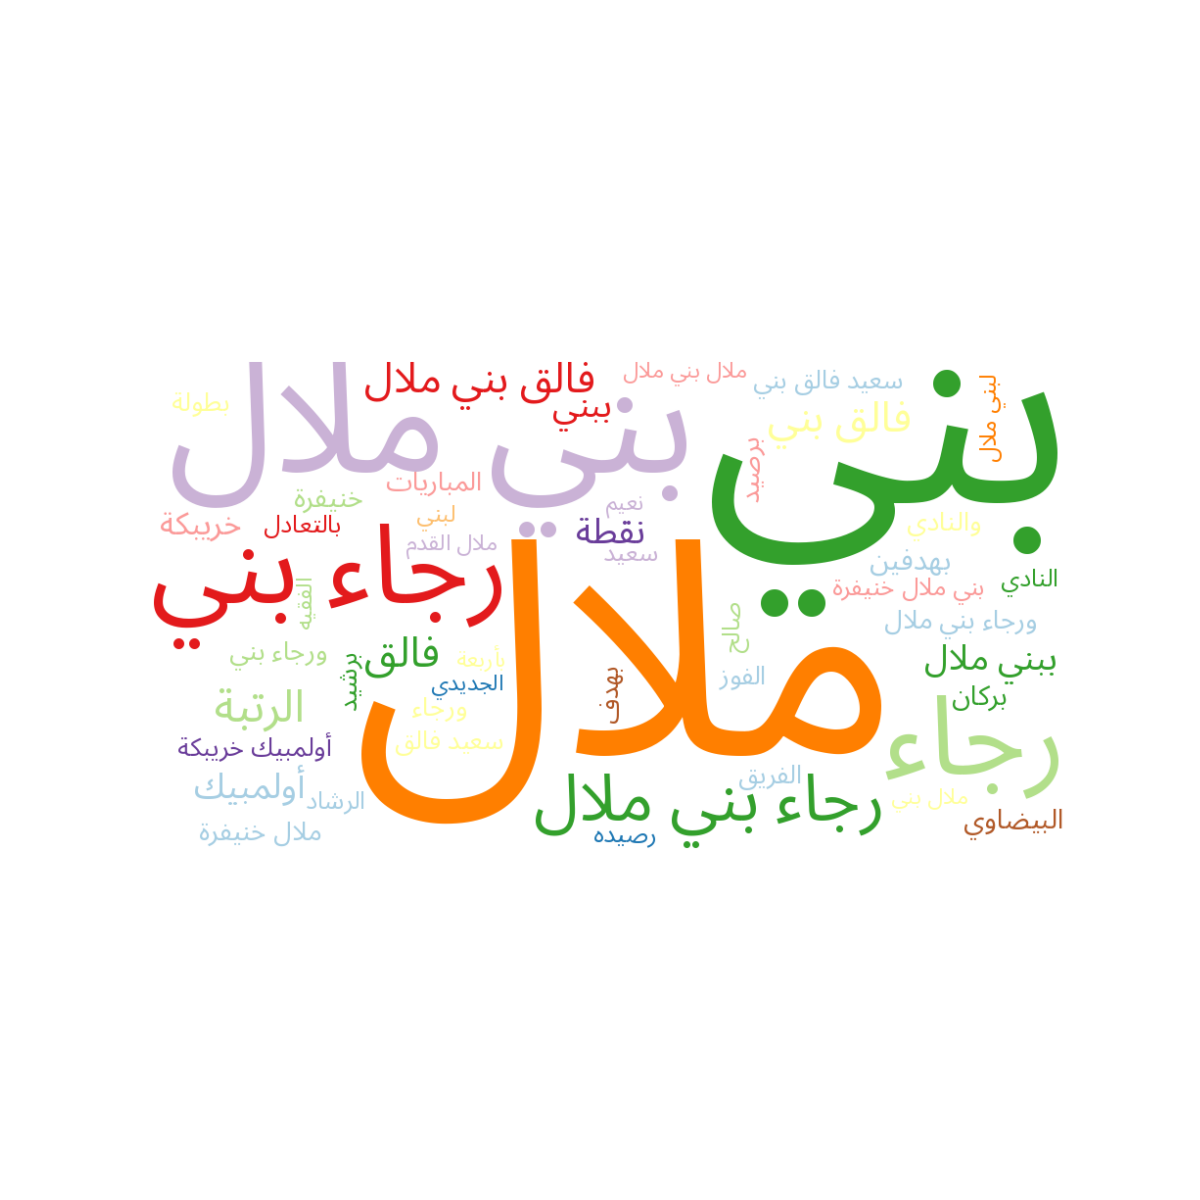 بني
بني ملال
فالق بني ملال
ملال بني ملال
سعيد فالق بني
لبني ملال
بطولة
ببني
فالق بني
برصيد
المباريات
خنيفرة
نعيم
لبني
والنادي
خريبكة
بالتعادل
نقطة
ملال القدم
سعيد
بهدفين
رجاء بني
ملال
النادي
بني ملال خنيفرة
الفقيه
صالح
ورجاء بني ملال
فالق
ورجاء بني
بأربعة
ببني ملال
برشيد
الجديدي
بهدف
الفوز
بركان
الرتبة
ورجاء
رجاء
سعيد فالق
أولمبيك خريبكة
الفريق
أولمبيك
الرشاد
رجاء بني ملال
ملال بني
البيضاوي
ملال خنيفرة
رصيده